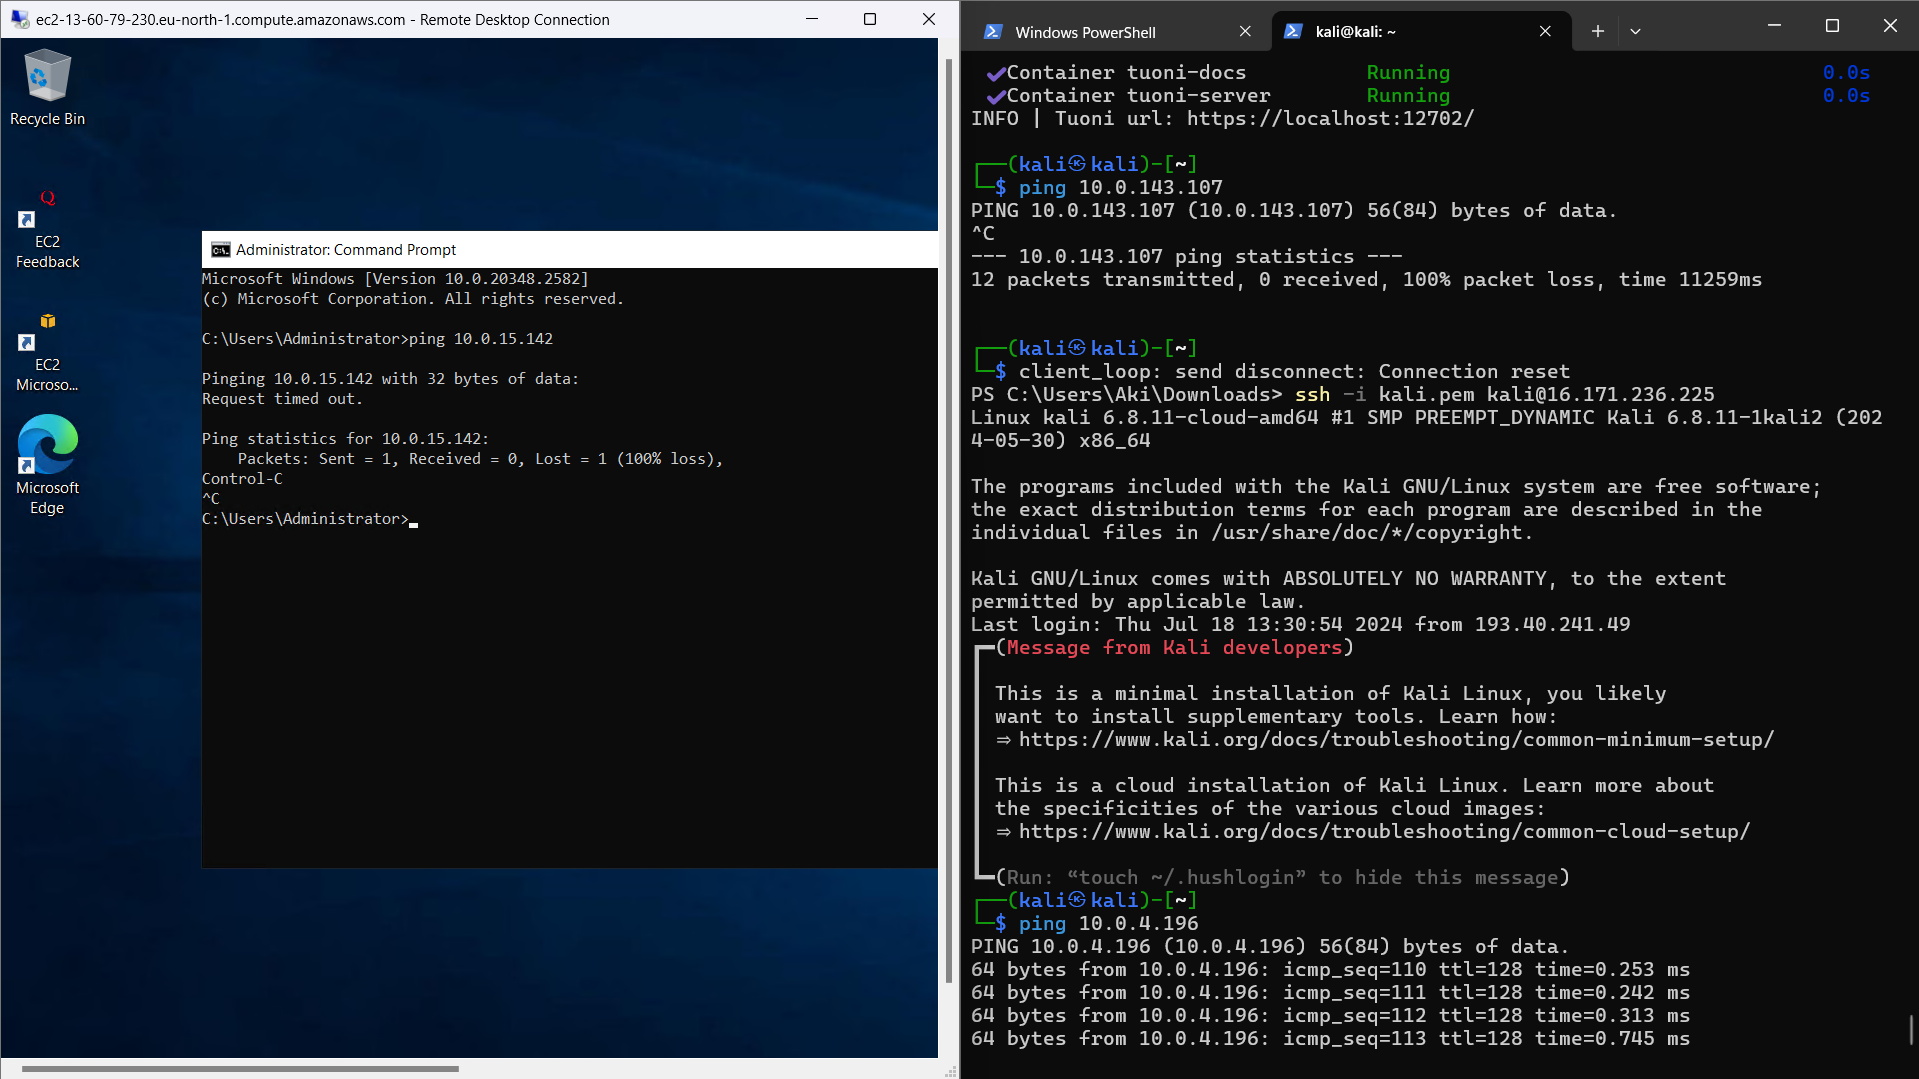 ec2-13-60-79-230.eu-north-1.compute.amazonaws.com - Remote Desktop Connection
Recycle Bin
EC2
Feedback
EC2
Microso...
Microsoft
Edge
Administrator: Command Prompt
Microsoft Windows [Version 10.0.20348.2582]
(c) Microsoft Corporation. All rights reserved.
C:\Users\Administrator>ping 10.0.15.142
Pinging 10.0.15.142 with 32 bytes of data:
Request timed out.
Ping statistics for 10.0.15.142:
    Packets: Sent = 1, Received = 0, Lost = 1 (100% loss),
Control-C
^C
C:\Users\Administrator>
Windows PowerShell
kali@kali: ~
✔Container tuoni-docs Running 0.0s
✔Container tuoni-server Running 0.0s
INFO | Tuoni url: https://localhost:12702/
┌──(kali㉿kali)-[~]
└─$ ping 10.0.143.107
PING 10.0.143.107 (10.0.143.107) 56(84) bytes of data.
^C
--- 10.0.143.107 ping statistics ---
12 packets transmitted, 0 received, 100% packet loss, time 11259ms
┌──(kali㉿kali)-[~]
└─$ client_loop: send disconnect: Connection reset
PS C:\Users\Aki\Downloads> ssh -i kali.pem kali@16.171.236.225
Linux kali 6.8.11-cloud-amd64 #1 SMP PREEMPT_DYNAMIC Kali 6.8.11-1kali2 (202
4-05-30) x86_64
The programs included with the Kali GNU/Linux system are free software;
the exact distribution terms for each program are described in the
individual files in /usr/share/doc/*/copyright.
Kali GNU/Linux comes with ABSOLUTELY NO WARRANTY, to the extent
permitted by applicable law.
Last login: Thu Jul 18 13:30:54 2024 from 193.40.241.49
┏━(Message from Kali developers)
This is a minimal installation of Kali Linux, you likely
want to install supplementary tools. Learn how:
⇒ https://www.kali.org/docs/troubleshooting/common-minimum-setup/
This is a cloud installation of Kali Linux. Learn more about
the specificities of the various cloud images:
⇒ https://www.kali.org/docs/troubleshooting/common-cloud-setup/
┗━(Run: “touch ~/.hushlogin” to hide this message)
┌──(kali㉿kali)-[~]
└─$ ping 10.0.4.196
PING 10.0.4.196 (10.0.4.196) 56(84) bytes of data.
64 bytes from 10.0.4.196: icmp_seq=110 ttl=128 time=0.253 ms
64 bytes from 10.0.4.196: icmp_seq=111 ttl=128 time=0.242 ms
64 bytes from 10.0.4.196: icmp_seq=112 ttl=128 time=0.313 ms
64 bytes from 10.0.4.196: icmp_seq=113 ttl=128 time=0.745 ms